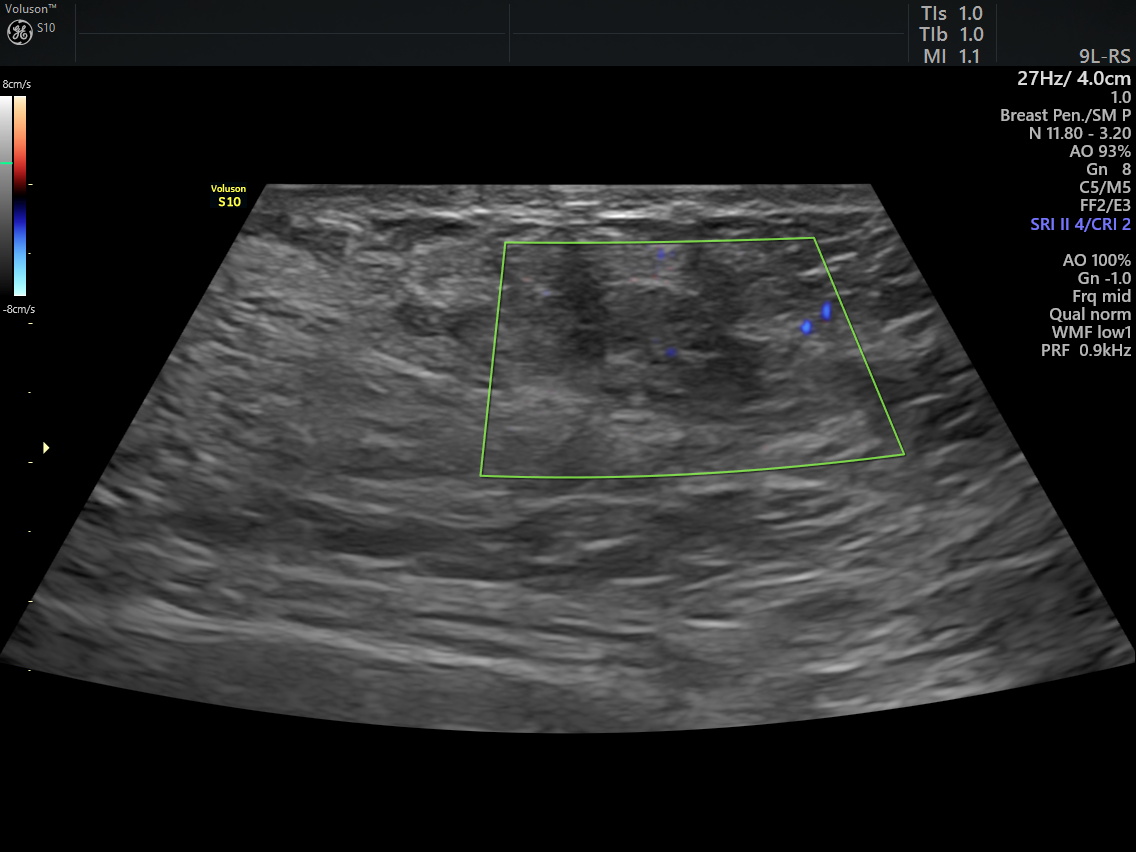 Voluson™
S10
TIs 1.0
TIb 1.0
MI 1.1
9L-RS
27Hz/ 4.0cm
1.0
Breast Pen./SM P
N 11.80 - 3.20
AO 93%
Gn 8
C5/M5
FF2/E3
SRI II 4/CRI 2
AO 100%
Gn -1.0
Frq mid
Qual norm
WMF low1
PRF 0.9kHz
8cm/s
-8cm/s
Voluson
S10